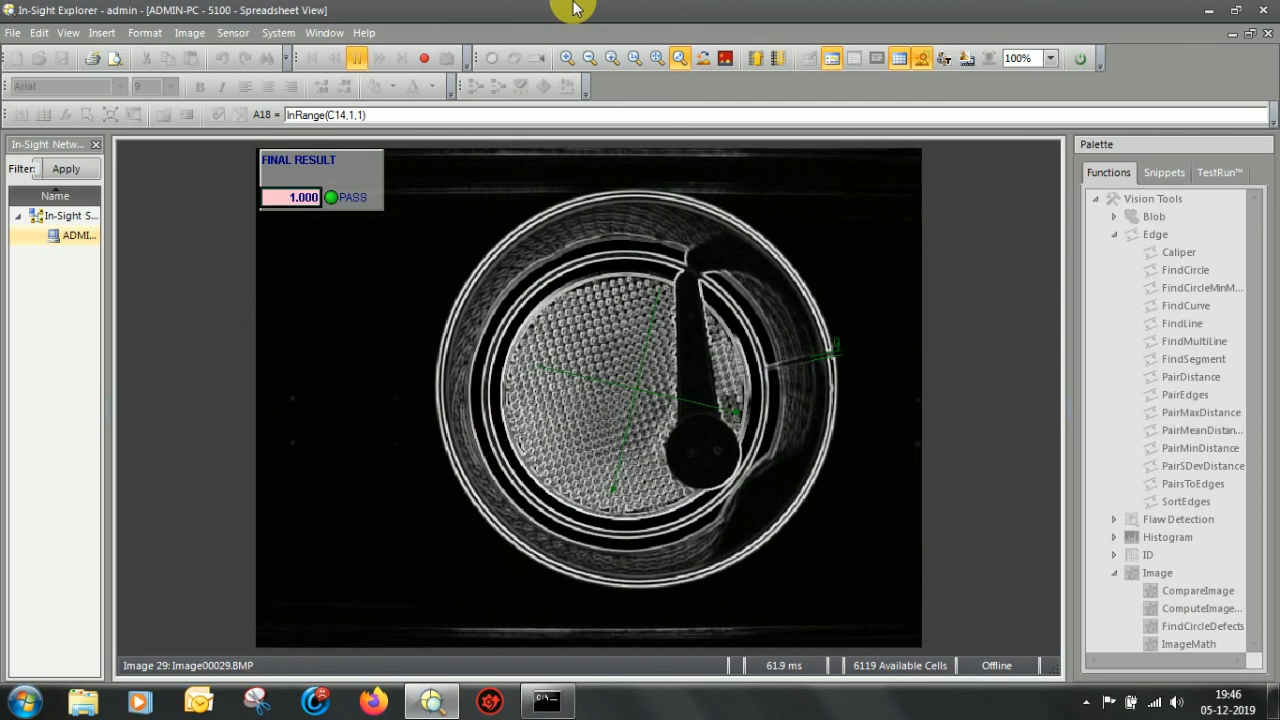 In-Sight Explorer - admin - [ADMIN-PC - 5100 - Spreadsheet View]
File Edit View Insert Format Image Sensor System Window Help
100%
Arial 9
A18 = InRange(C14,1,1)
In-Sight Netw...
Filter: Apply
Name
In-Sight S...
ADMI...
FINAL RESULT
1.000 PASS
Image 29: Image00029.BMP 61.9 ms 6119 Available Cells Offline
Palette
Functions Snippets TestRun™
Vision Tools
Blob
Edge
Caliper
FindCircle
FindCircleMinM...
FindCurve
FindLine
FindMultiLine
FindSegment
PairDistance
PairEdges
PairMaxDistance
PairMeanDistan...
PairMinDistance
PairSDevDistance
PairsToEdges
SortEdges
Flaw Detection
Histogram
ID
Image
CompareImage
ComputeImage...
FindCircleDefects
ImageMath
19:46
05-12-2019